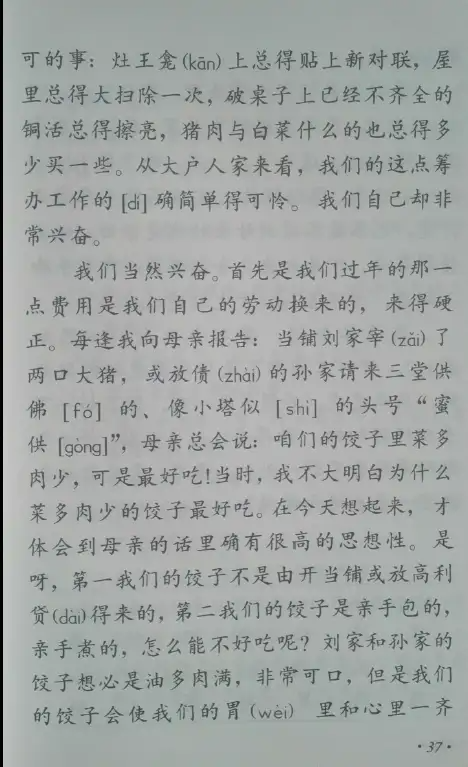 可的事：灶王龛(kān)上总得贴上新对联，屋
里总得大扫除一次，破桌子上已经不齐全的
铜活总得擦亮，猪肉与白菜什么的也总得多
少买一些。从大户人家来看，我们的这点筹
办工作的[dí]确简单得可怜。我们自己却非
常兴奋。
我们当然兴奋。首先是我们过年的那一
点费用是我们自己的劳动换来的，来得硬
正。每逢我向母亲报告：当铺刘家宰(zǎi)了
两口大猪，或放债(zhài)的孙家请来三堂供
佛[fó]的、像小塔似[shì]的头号“蜜
供[gòng]”，母亲总会说：咱们的饺子里菜多
肉少，可是最好吃！当时，我不大明白为什么
菜多肉少的饺子最好吃。在今天想起来，才
体会到母亲的话里确有很高的思想性。是
呀，第一我们的饺子不是由开当铺或放高利
贷(dài)得来的，第二我们的饺子是亲手包的，
亲手煮的，怎么能不好吃呢？刘家和孙家的
饺子想必是油多肉满，非常可口，但是我们
的饺子会使我们的胃(wèi)里和心里一齐
·37·